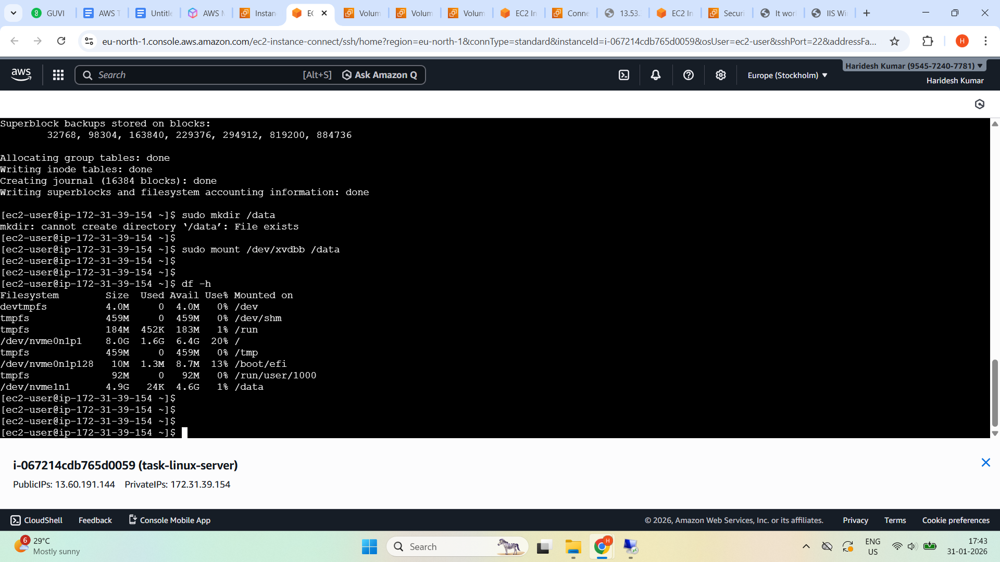 GUVI
AWS T
Untitle
AWS M
Instan
EC
Volum
Volum
Volum
EC2 In
Conne
13.53.
EC2 In
Securi
It wor
IIS Wi
eu-north-1.console.aws.amazon.com/ec2-instance-connect/ssh/home?region=eu-north-1&connType=standard&instanceId=i-067214cdb765d0059&osUser=ec2-user&sshPort=22&addressFa...
H
aws
Search [Alt+S] Ask Amazon Q
Europe (Stockholm)
Haridesh Kumar (9545-7240-7781)
Haridesh Kumar
Superblock backups stored on blocks:
32768, 98304, 163840, 229376, 294912, 819200, 884736
Allocating group tables: done
Writing inode tables: done
Creating journal (16384 blocks): done
Writing superblocks and filesystem accounting information: done
[ec2-user@ip-172-31-39-154 ~]$ sudo mkdir /data
mkdir: cannot create directory ‘/data’: File exists
[ec2-user@ip-172-31-39-154 ~]$
[ec2-user@ip-172-31-39-154 ~]$ sudo mount /dev/xvdbb /data
[ec2-user@ip-172-31-39-154 ~]$
[ec2-user@ip-172-31-39-154 ~]$
[ec2-user@ip-172-31-39-154 ~]$ df -h
Filesystem Size Used Avail Use% Mounted on
devtmpfs 4.0M 0 4.0M 0% /dev
tmpfs 459M 0 459M 0% /dev/shm
tmpfs 184M 452K 183M 1% /run
/dev/nvme0n1p1 8.0G 1.6G 6.4G 20% /
tmpfs 459M 0 459M 0% /tmp
/dev/nvme0n1p128 10M 1.3M 8.7M 13% /boot/efi
tmpfs 92M 0 92M 0% /run/user/1000
/dev/nvme1n1 4.9G 24K 4.6G 1% /data
[ec2-user@ip-172-31-39-154 ~]$
[ec2-user@ip-172-31-39-154 ~]$
[ec2-user@ip-172-31-39-154 ~]$
[ec2-user@ip-172-31-39-154 ~]$
i-067214cdb765d0059 (task-linux-server)
PublicIPs: 13.60.191.144 PrivateIPs: 172.31.39.154
CloudShell Feedback Console Mobile App
© 2026, Amazon Web Services, Inc. or its affiliates. Privacy Terms Cookie preferences
6
29°C
Mostly sunny
Search
H
ENG
US
17:43
31-01-2026